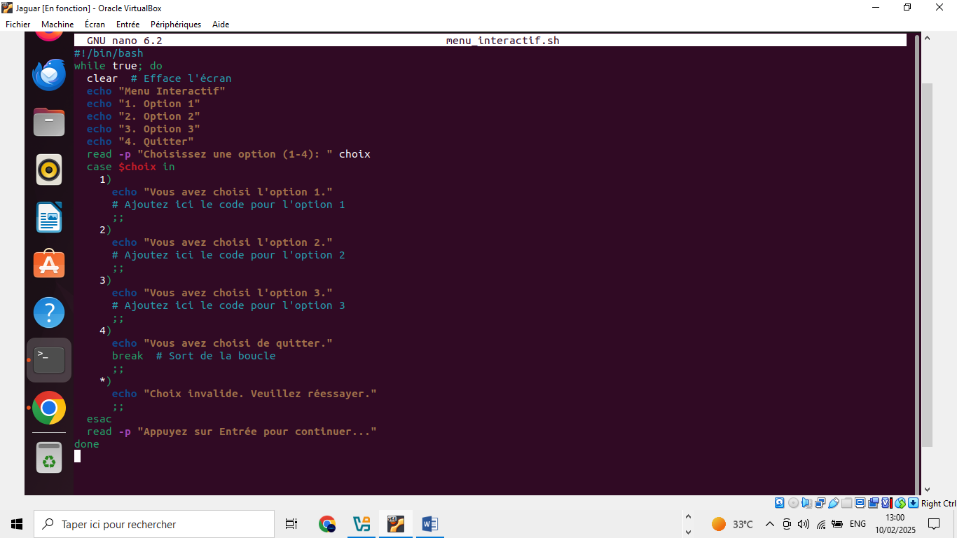 Jaguar [En fonction] - Oracle VirtualBox
Fichier Machine Écran Entrée Périphériques Aide
GNU nano 6.2 menu_interactif.sh
#!/bin/bash
while true; do
  clear  # Efface l'écran
  echo "Menu Interactif"
  echo "1. Option 1"
  echo "2. Option 2"
  echo "3. Option 3"
  echo "4. Quitter"
  read -p "Choisissez une option (1-4): " choix
  case $choix in
    1)
      echo "Vous avez choisi l'option 1."
      # Ajoutez ici le code pour l'option 1
      ;;
    2)
      echo "Vous avez choisi l'option 2."
      # Ajoutez ici le code pour l'option 2
      ;;
    3)
      echo "Vous avez choisi l'option 3."
      # Ajoutez ici le code pour l'option 3
      ;;
    4)
      echo "Vous avez choisi de quitter."
      break  # Sort de la boucle
      ;;
    *)
      echo "Choix invalide. Veuillez réessayer."
      ;;
  esac
  read -p "Appuyez sur Entrée pour continuer..."
done
Right Ctrl
Taper ici pour rechercher
33°C
ENG
13:00
10/02/2025